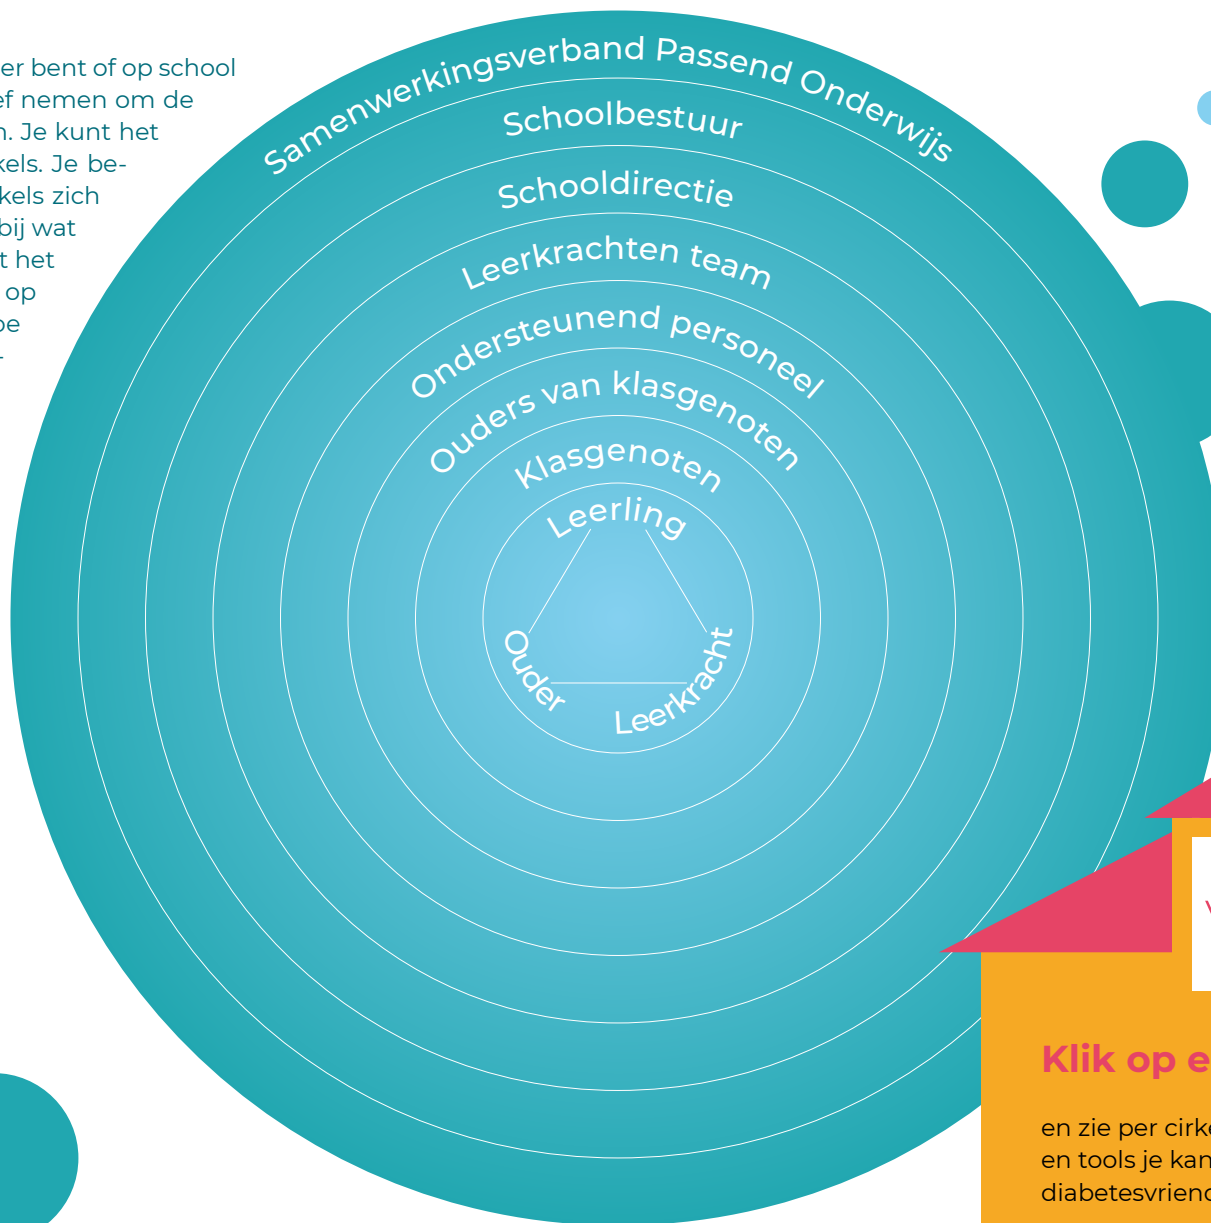 er bent of op school
ef nemen om de
n. Je kunt het
kels. Je be-
kels zich
bij wat
t het
op
be
-
Samenwerkingsverband Passend Onderwijs
Schoolbestuur
Schooldirectie
Leerkrachten team
Ondersteunend personeel
Ouders van klasgenoten
Klasgenoten
Leerling
Ouder
Leerkracht
Klik op e
en zie per cirke
en tools je kan
diabetesvriend